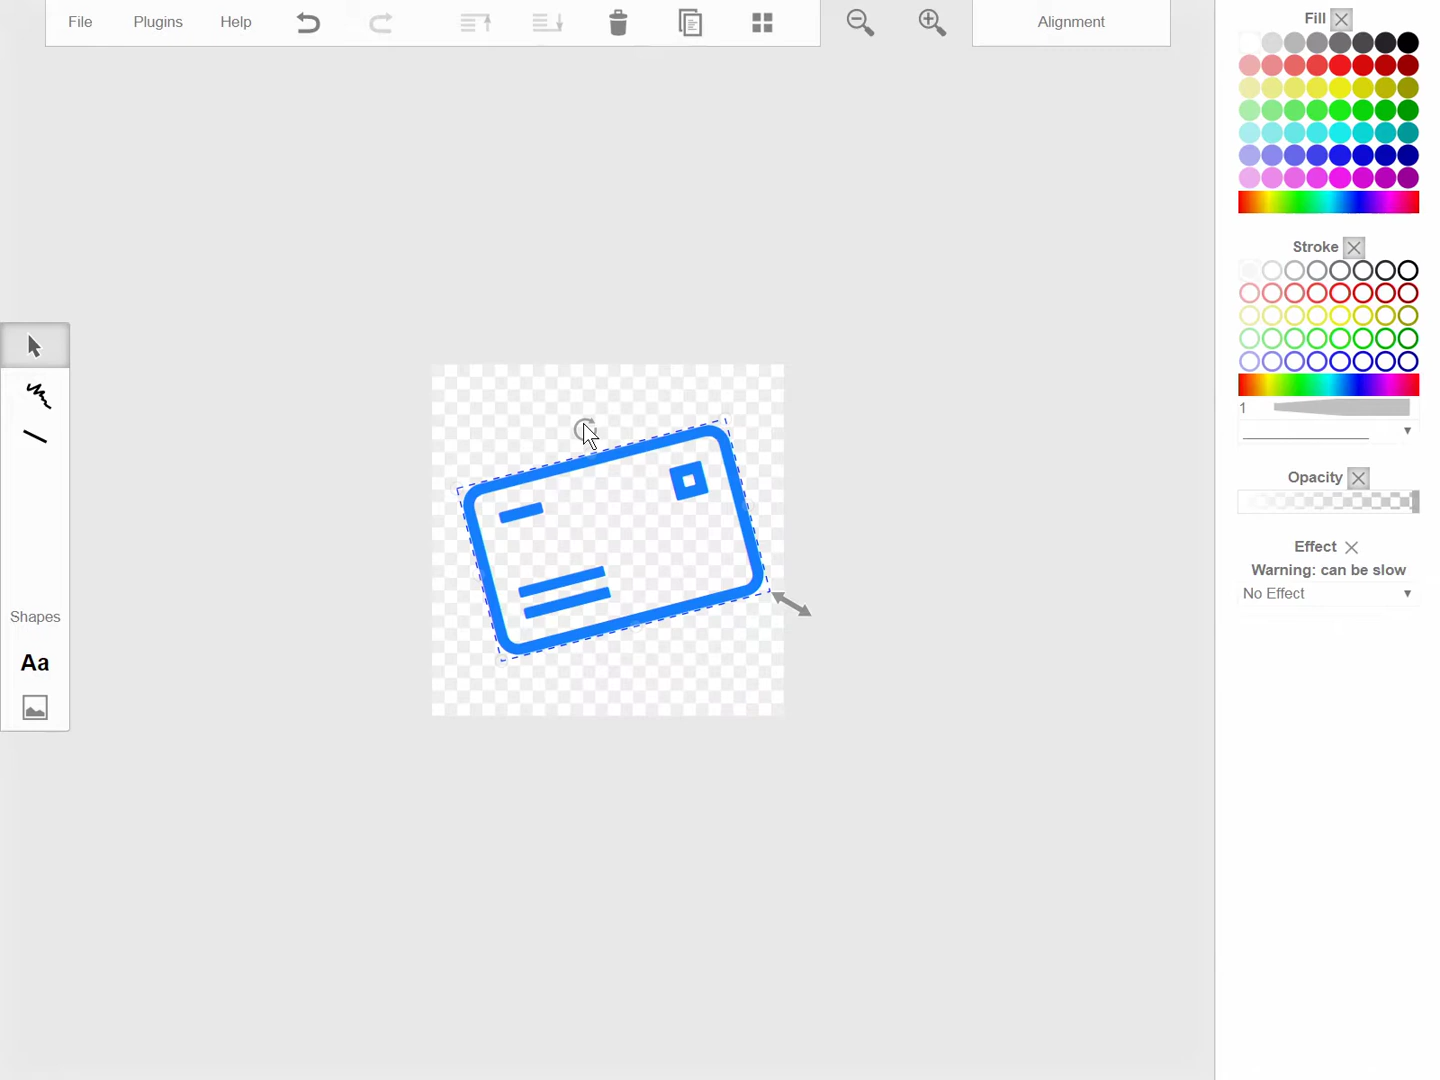 File Plugins Help Alignment
Fill
Stroke
1
Opacity
Effect
Warning: can be slow
No Effect
Shapes
Aa